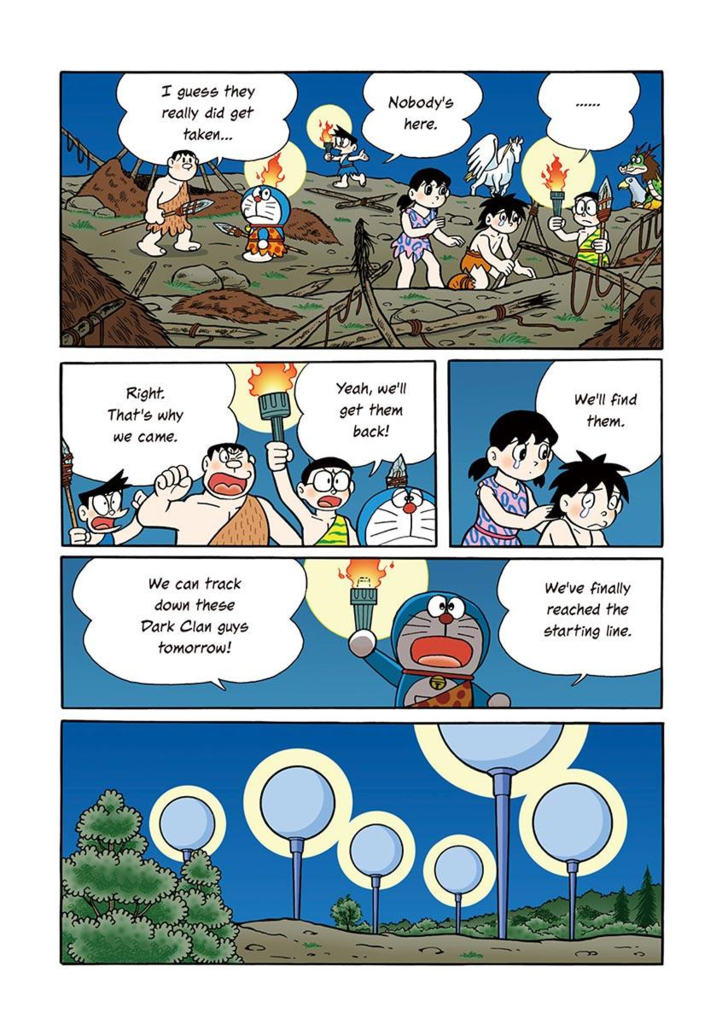 ......
Nobody's
here.
I guess they
really did get
taken...
We'll find
them.
Yeah, we'll
get them
back!
Right.
That's why
we came.
We've finally
reached the
starting line.
We can track
down these
Dark Clan guys
tomorrow!